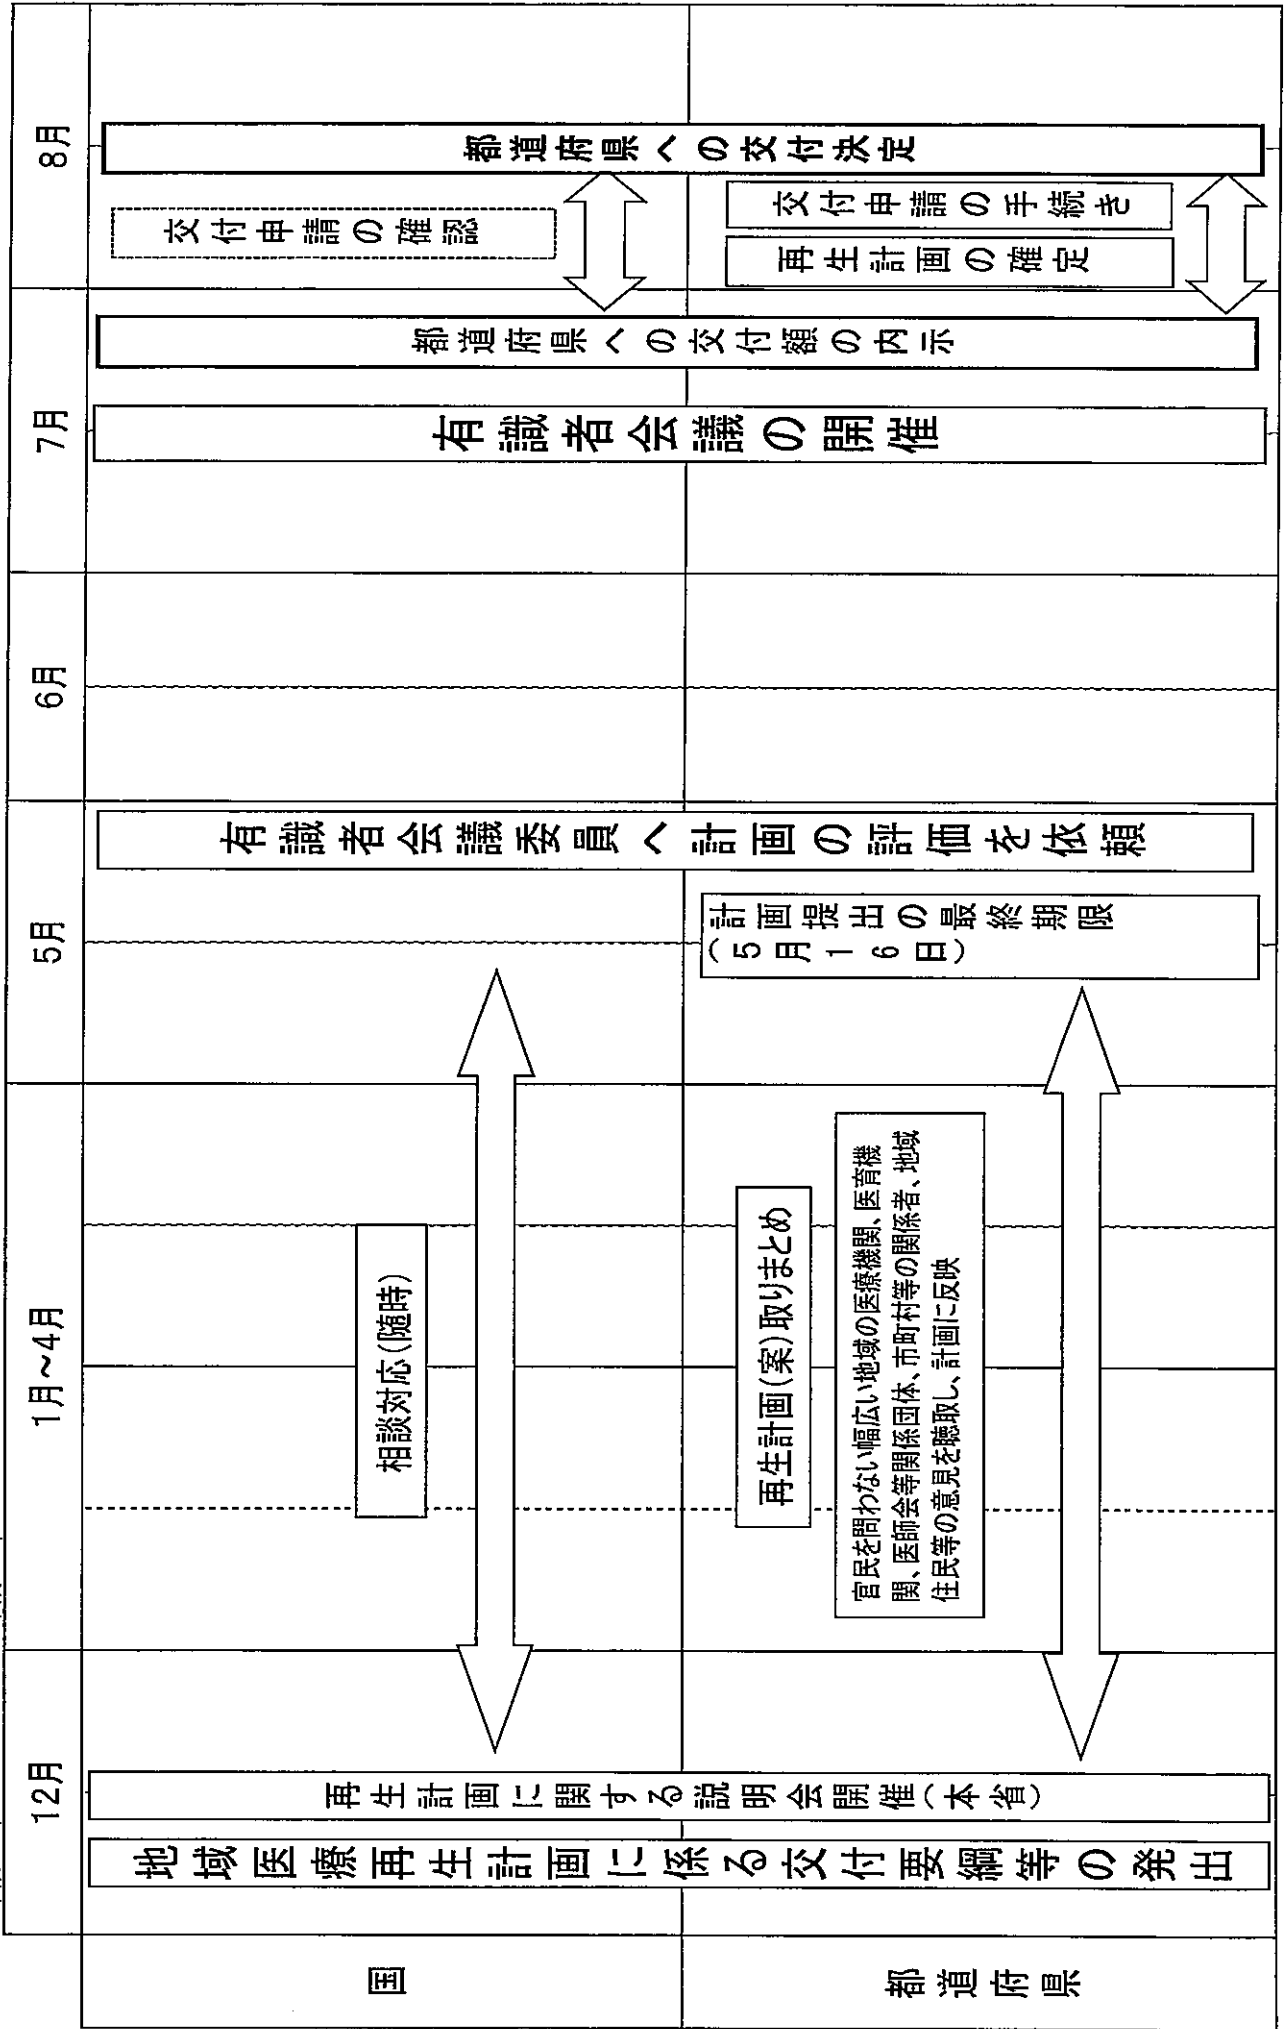 12月
1月～4月
5月
6月
7月
8月
国
都道府県
地域医療再生計画に係る交付要綱等の発出
再生計画に関する説明会開催（本省）
相談対応（随時）
再生計画（案）取りまとめ
官民を問わない幅広い地域の医療機関、医育機
関、医師会等関係団体、市町村等の関係者、地域
住民等の意見を聴取し、計画に反映
計画提出の最終期限
（５月１６日）
有識者会議委員へ計画の評価を依頼
有識者会議の開催
都道府県への交付額の内示
交付申請の確認
再生計画の確定
交付申請の手続き
都道府県への交付決定